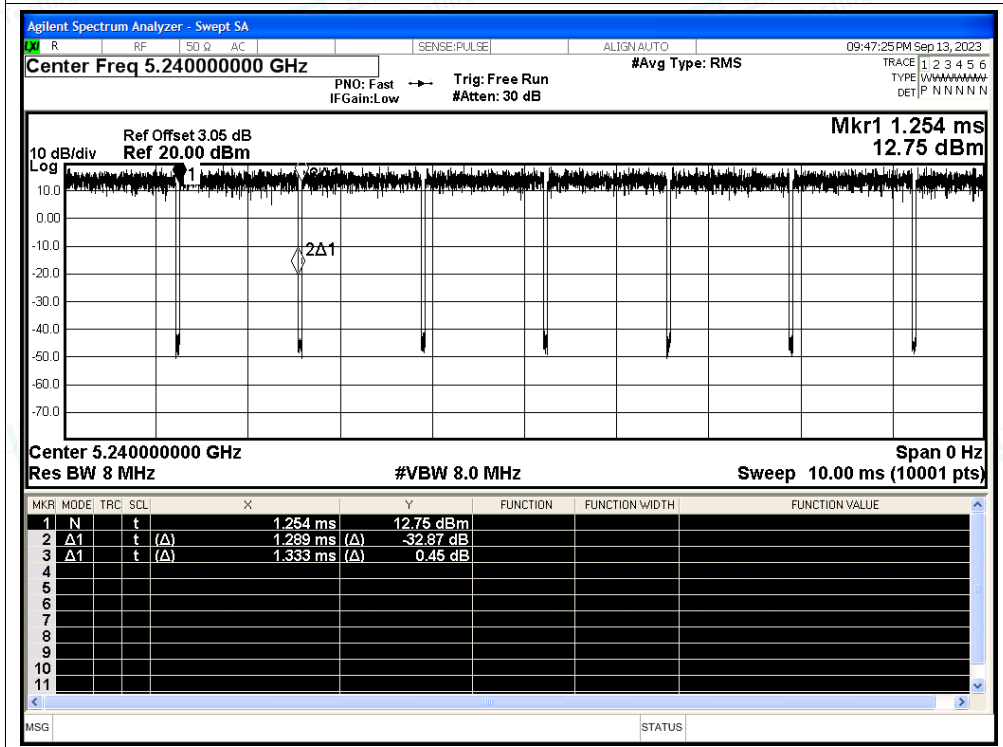 Agilent Spectrum Analyzer - Swept SA
LXI R RF 50 Ω AC SENSE:PULSE ALIGN AUTO 09:47:25 PM Sep 13, 2023
Center Freq 5.240000000 GHz #Avg Type: RMS TRACE 1 2 3 4 5 6
PNO: Fast Trig: Free Run TYPE WWWWWW
IFGain:Low #Atten: 30 dB DET P N N N N N
Mkr1 1.254 ms
Ref Offset 3.05 dB
10 dB/div Ref 20.00 dBm 12.75 dBm
Log
1
10.0
0.00
-10.0
2Δ1
-20.0
-30.0
-40.0
-50.0
-60.0
-70.0
Center 5.240000000 GHz Span 0 Hz
Res BW 8 MHz #VBW 8.0 MHz Sweep 10.00 ms (10001 pts)
MKR MODE TRC SCL X Y FUNCTION FUNCTION WIDTH FUNCTION VALUE
1 N t 1.254 ms 12.75 dBm
2 Δ1 t (Δ) 1.289 ms (Δ) -32.87 dB
3 Δ1 t (Δ) 1.333 ms (Δ) 0.45 dB
4
5
6
7
8
9
10
11
MSG STATUS